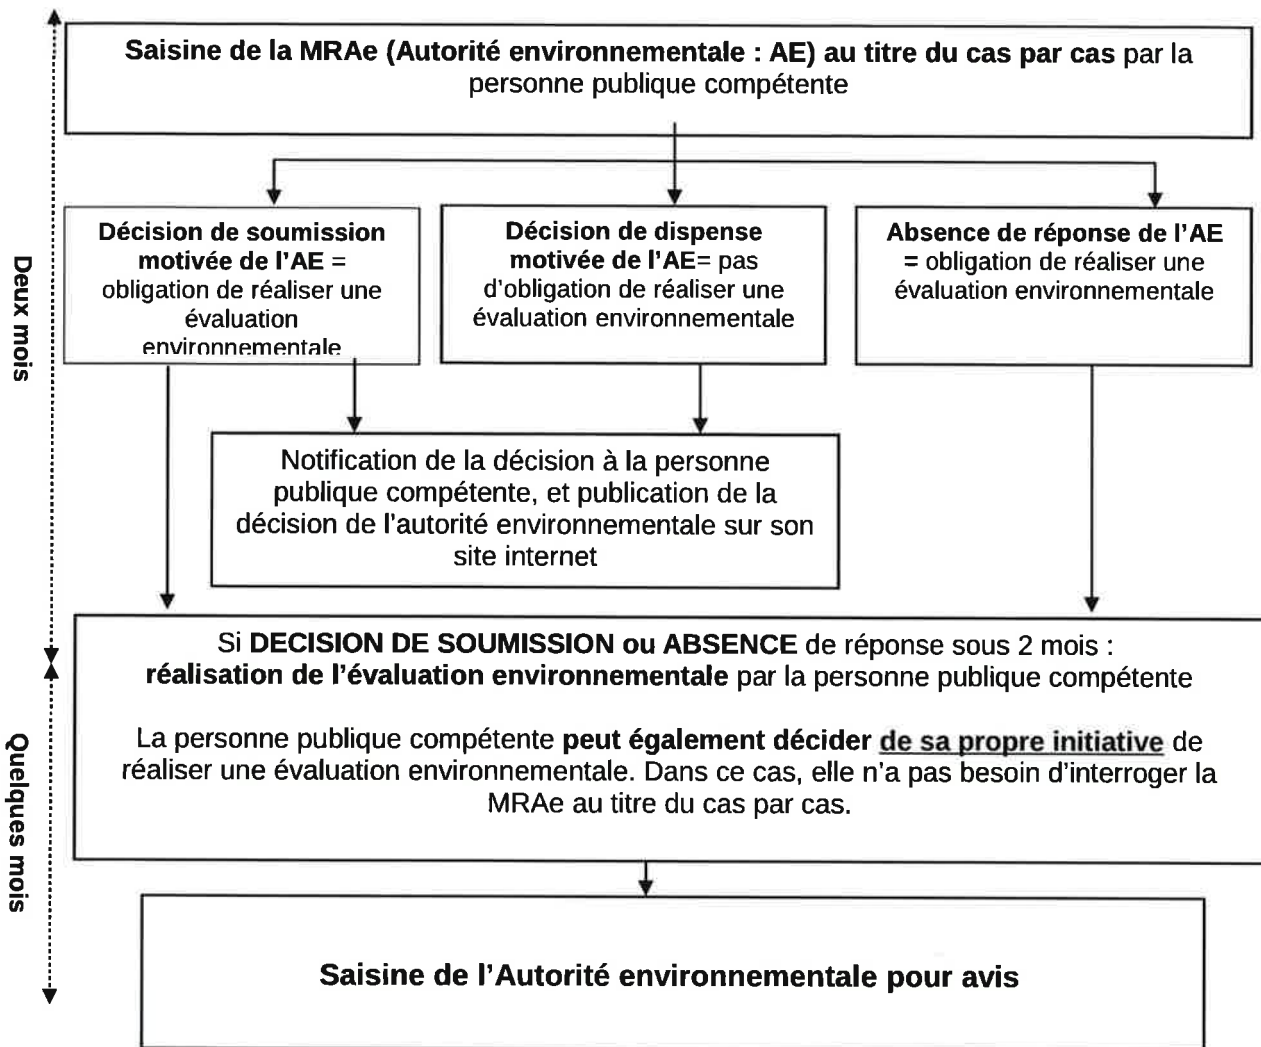 Saisine de la MRAe (Autorité environnementale : AE) au titre du cas par cas par la
personne publique compétente
Décision de soumission
motivée de l'AE =
obligation de réaliser une
évaluation
environnementale
Décision de dispense
motivée de l'AE= pas
d'obligation de réaliser une
évaluation environnementale
Absence de réponse de l'AE
= obligation de réaliser une
évaluation environnementale
Deux mois
Notification de la décision à la personne
publique compétente, et publication de la
décision de l'autorité environnementale sur son
site internet
Si DECISION DE SOUMISSION ou ABSENCE de réponse sous 2 mois :
réalisation de l'évaluation environnementale par la personne publique compétente
La personne publique compétente peut également décider de sa propre initiative de
réaliser une évaluation environnementale. Dans ce cas, elle n'a pas besoin d'interroger la
MRAe au titre du cas par cas.
Quelques mois
Saisine de l'Autorité environnementale pour avis